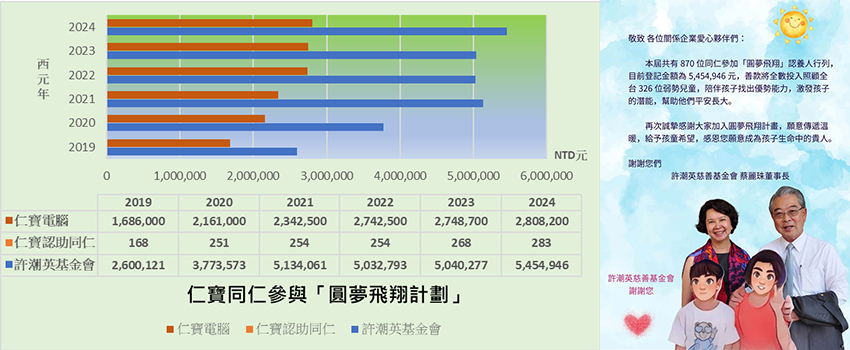 西元年
2024
2023
2022
2021
2020
2019
0 1,000,000 2,000,000 3,000,000 4,000,000 5,000,000 6,000,000
NTD元
2019 2020 2021 2022 2023 2024
仁寶電腦 1,686,000 2,161,000 2,342,500 2,742,500 2,748,700 2,808,200
仁寶認助同仁 168 251 254 254 268 283
許潮英基金會 2,600,121 3,773,573 5,134,061 5,032,793 5,040,277 5,454,946
仁寶同仁參與「圓夢飛翔計劃」
仁寶電腦 仁寶認助同仁 許潮英基金會
敬致 各位關係企業愛心夥伴們：
本屆共有 870 位同仁參加「圓夢飛翔」認養人行列，
目前登記金額為 5,454,946 元，善款將全數投入照顧全
台 326 位弱勢兒童，陪伴孩子找出優勢能力，激發孩子
的潛能，幫助他們平安長大。
再次誠摯感謝大家加入圓夢飛翔計畫，願意傳遞溫
暖，給予孩童希望，感恩您願意成為孩子生命中的貴人。
謝謝您們
許潮英慈善基金會 蔡麗珠董事長
許潮英慈善基金會
謝謝您